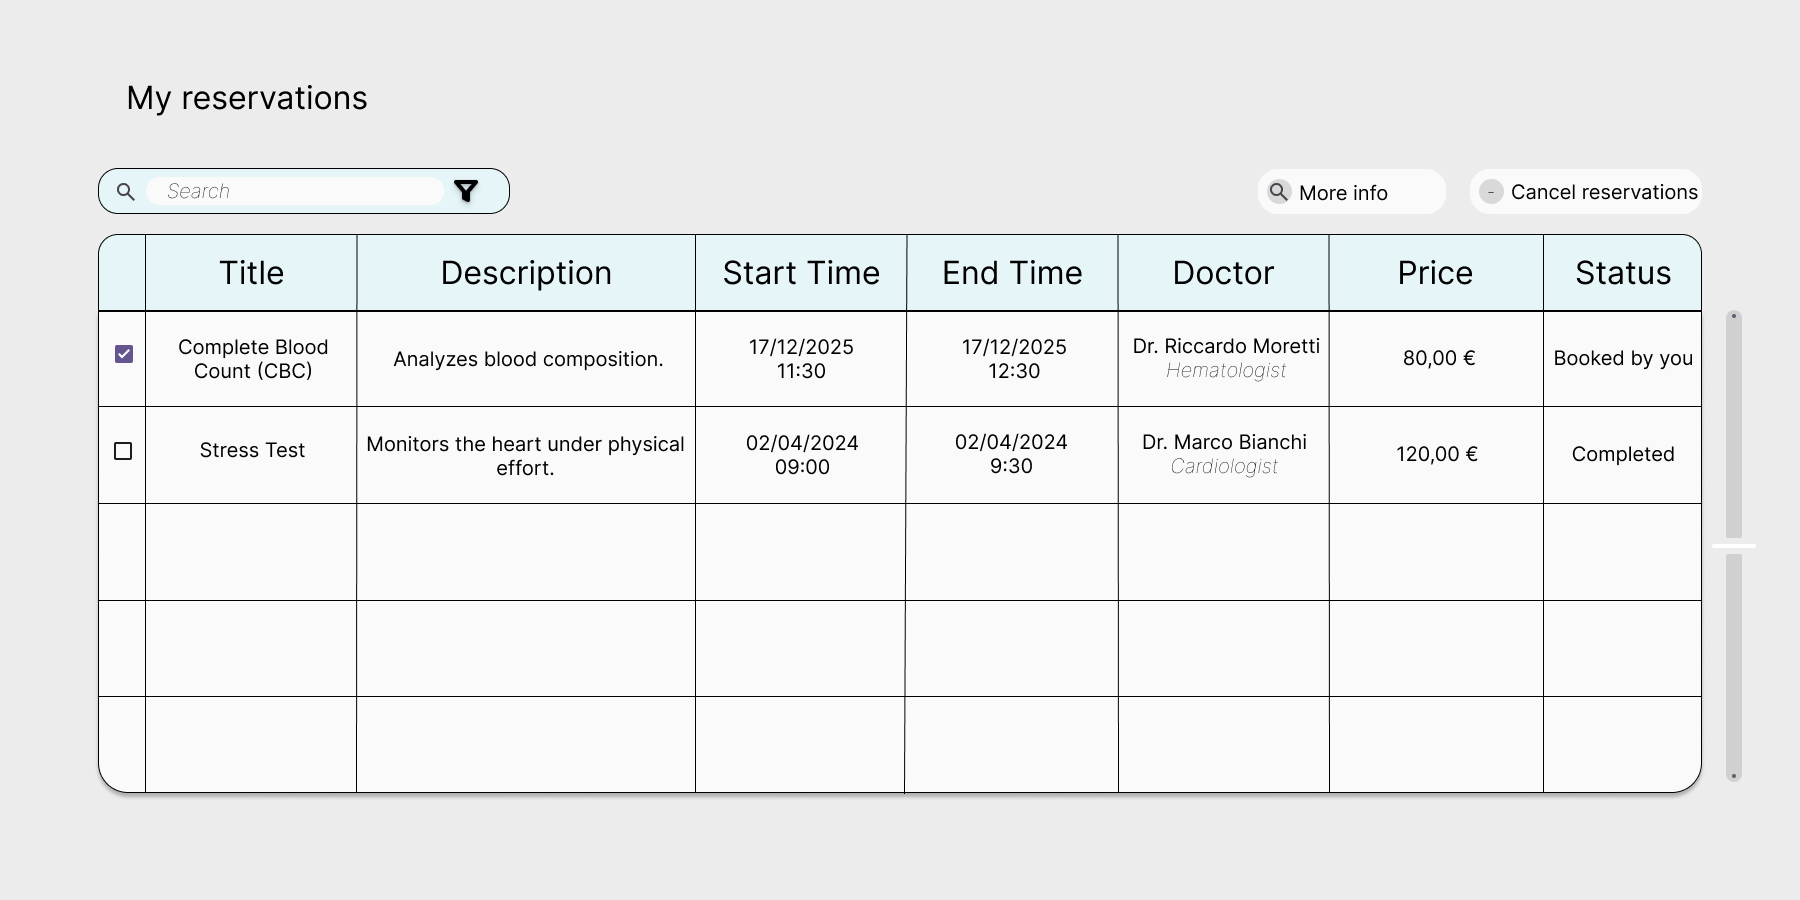 My reservations
Search
More info
- Cancel reservations
Title Description Start Time End Time Doctor Price Status
Complete Blood
Count (CBC)
Analyzes blood composition.
17/12/2025
11:30
17/12/2025
12:30
Dr. Riccardo Moretti
Hematologist
80,00 €
Booked by you
Stress Test
Monitors the heart under physical
effort.
02/04/2024
09:00
02/04/2024
9:30
Dr. Marco Bianchi
Cardiologist
120,00 €
Completed